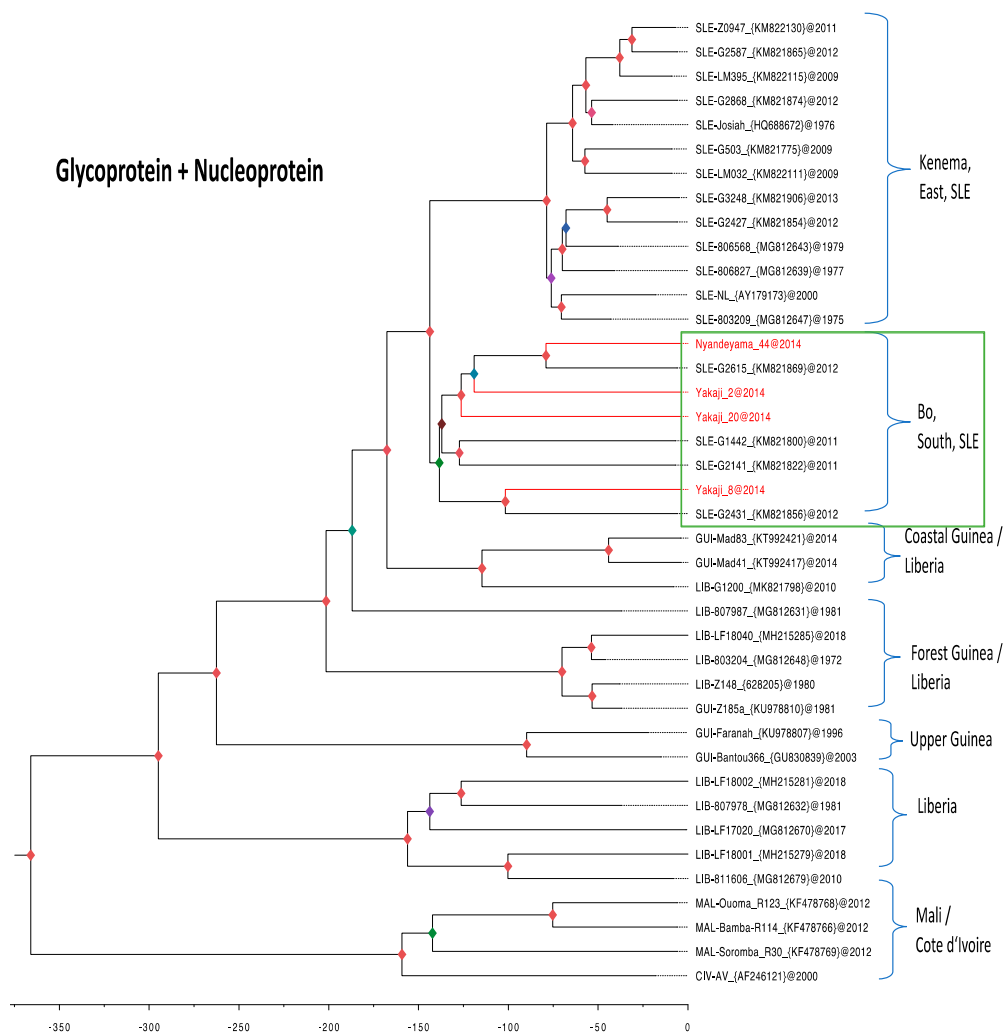 Glycoprotein + Nucleoprotein
SLE-Z0947_{KM822130}@2011
SLE-G2587_{KM821865}@2012
SLE-LM395_{KM822115}@2009
SLE-G2868_{KM821874}@2012
SLE-Josiah_{HQ688672}@1976
SLE-G503_{KM821775}@2009
SLE-LM032_{KM822111}@2009
SLE-G3248_{KM821906}@2013
SLE-G2427_{KM821854}@2012
SLE-806568_{MG812643}@1979
SLE-806827_{MG812639}@1977
SLE-NL_{AY179173}@2000
SLE-803209_{MG812647}@1975
Kenema,
East, SLE
Nyandeyama_44@2014
SLE-G2615_{KM821869}@2012
Yakaji_2@2014
Yakaji_20@2014
SLE-G1442_{KM821800}@2011
SLE-G2141_{KM821822}@2011
Yakaji_8@2014
SLE-G2431_{KM821856}@2012
Bo,
South, SLE
GUI-Mad83_{KT992421}@2014
GUI-Mad41_{KT992417}@2014
LIB-G1200_{MK821798}@2010
Coastal Guinea /
Liberia
LIB-807987_{MG812631}@1981
LIB-LF18040_{MH215285}@2018
LIB-803204_{MG812648}@1972
LIB-Z148_{628205}@1980
GUI-Z185a_{KU978810}@1981
Forest Guinea /
Liberia
GUI-Faranah_{KU978807}@1996
GUI-Bantou366_{GU830839}@2003
Upper Guinea
LIB-LF18002_{MH215281}@2018
LIB-807978_{MG812632}@1981
LIB-LF17020_{MG812670}@2017
LIB-LF18001_{MH215279}@2018
LIB-811606_{MG812679}@2010
Liberia
MAL-Ouoma_R123_{KF478768}@2012
MAL-Bamba-R114_{KF478766}@2012
MAL-Soromba_R30_{KF478769}@2012
CIV-AV_{AF246121}@2000
Mali /
Cote d'Ivoire
-350 -300 -250 -200 -150 -100 -50 0